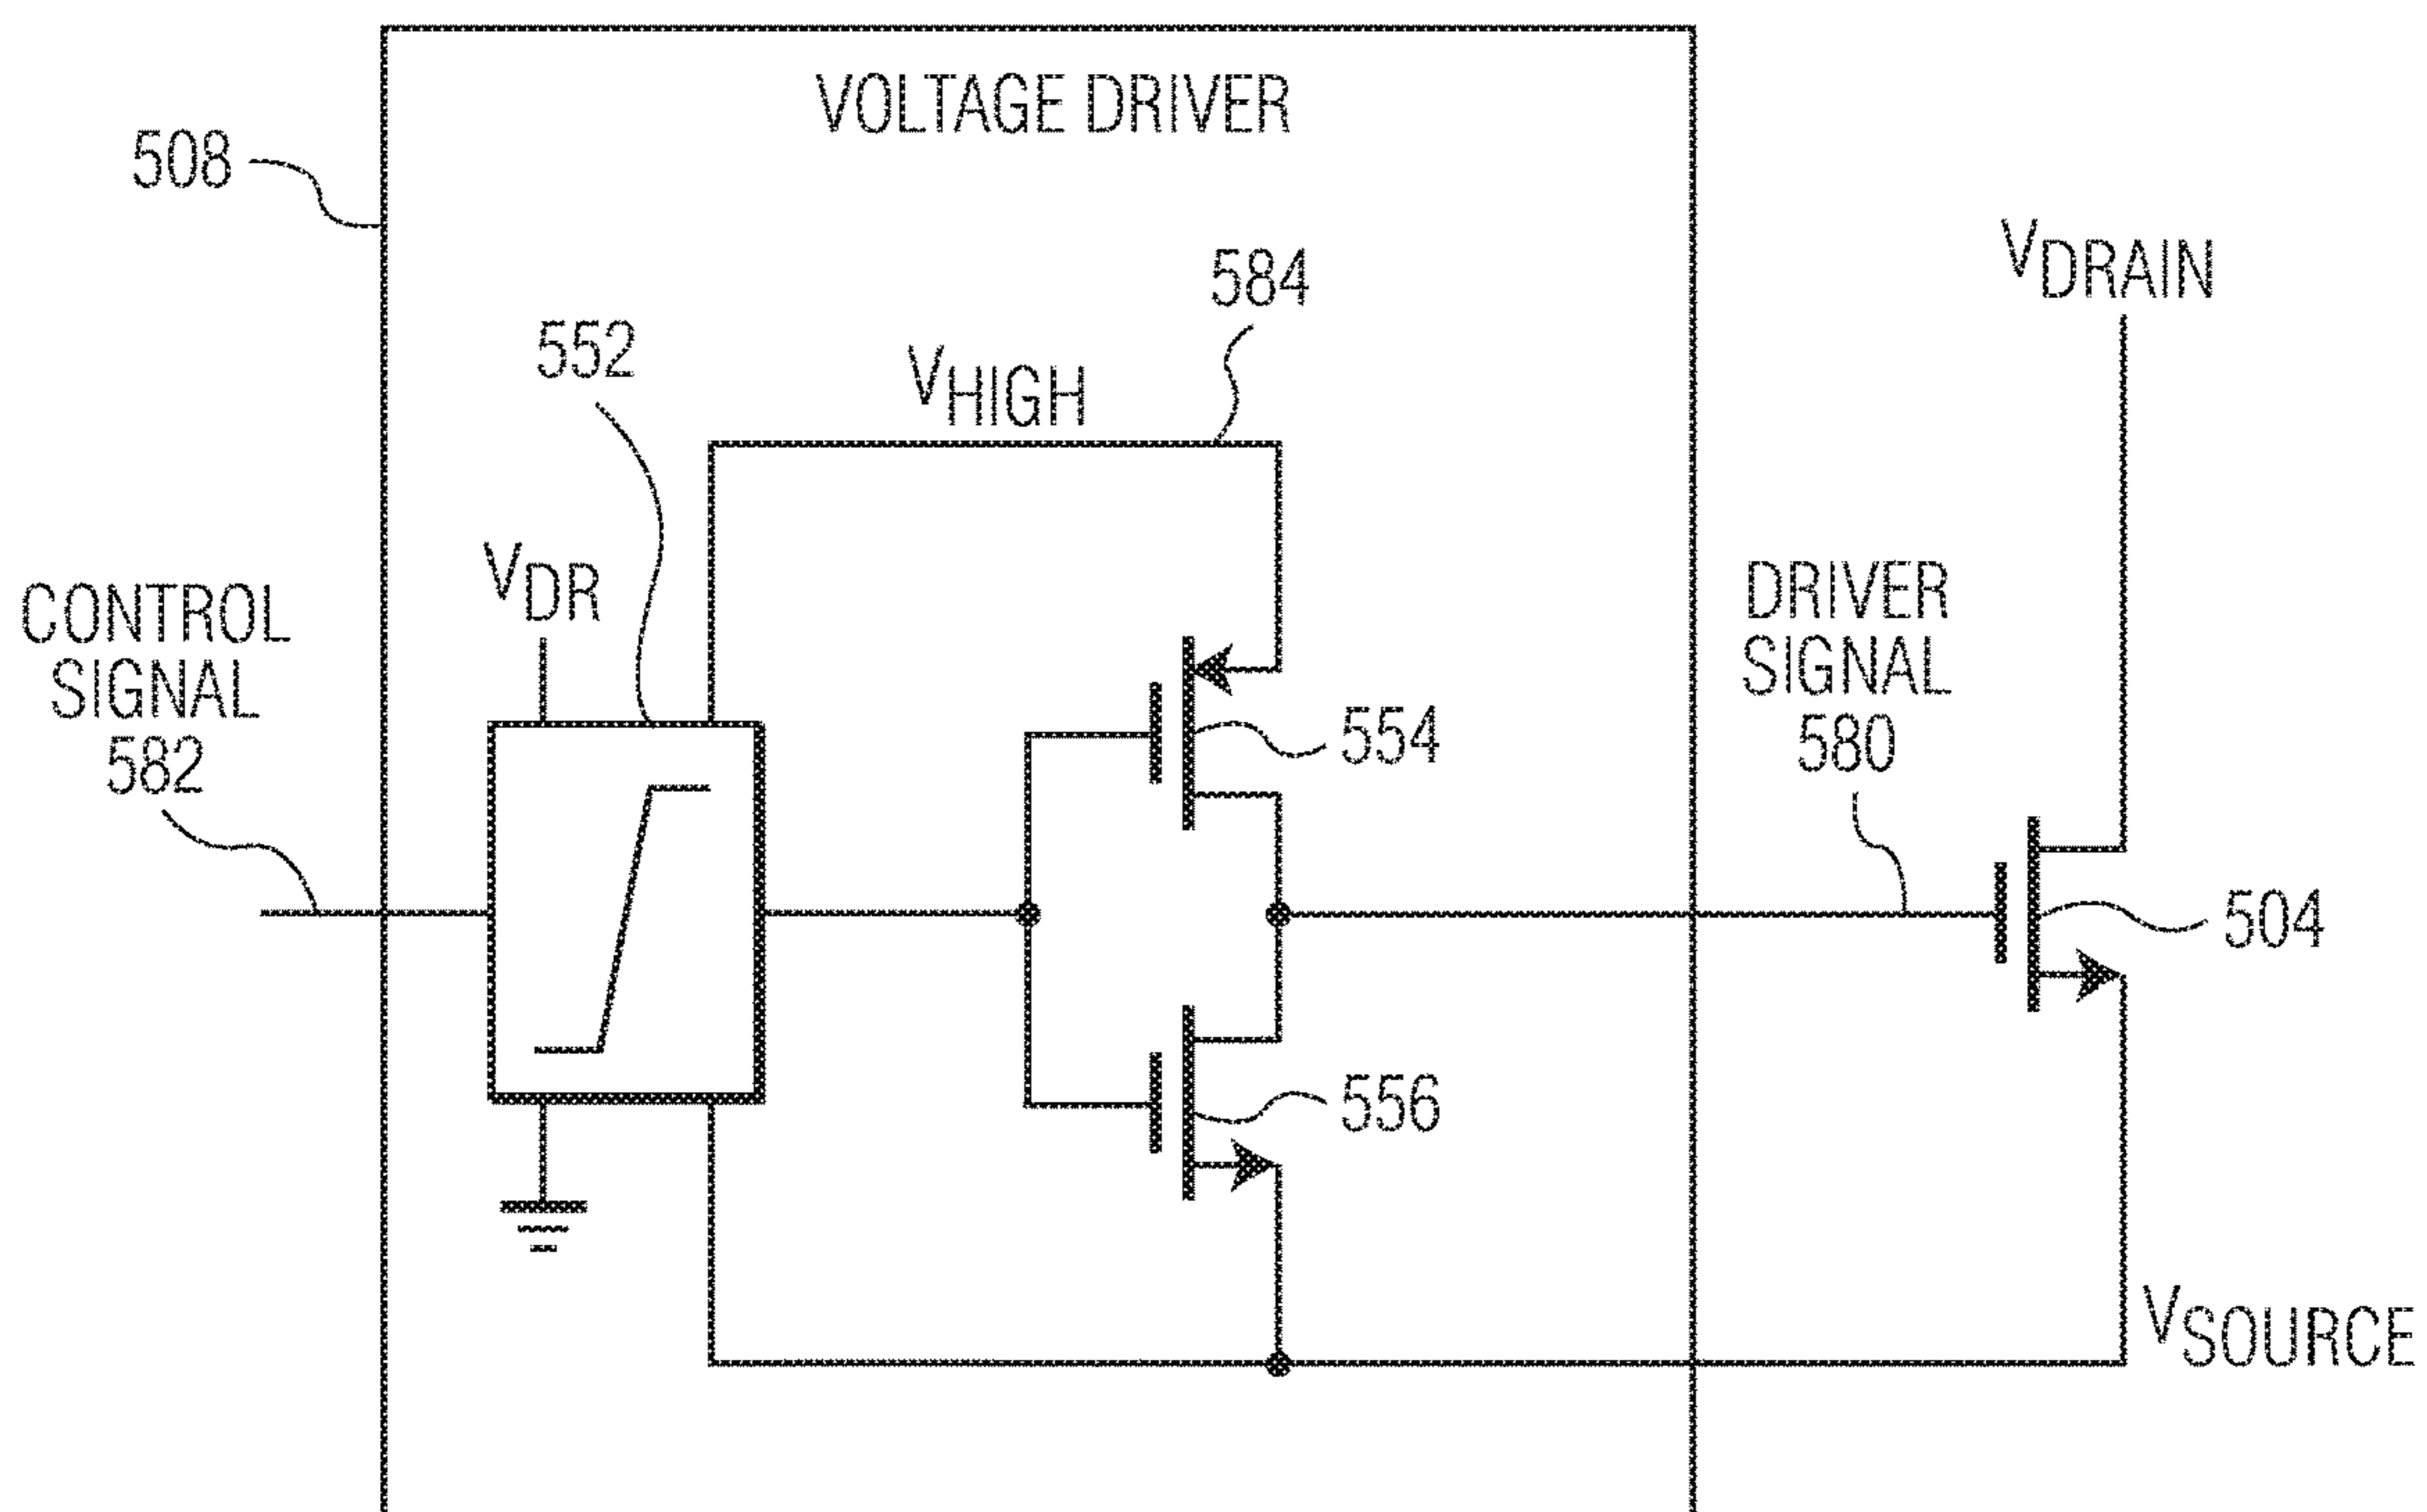 VOLTAGE DRIVER
508
584
VDRAIN
552
VHIGH
VDR
CONTROL
SIGNAL
582
DRIVER
SIGNAL
580
554
504
556
VSOURCE